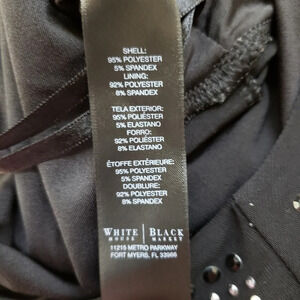 SHELL:
95% POLYESTER
5% SPANDEX
LINING:
92% POLYESTER
8% SPANDEX
TELA EXTERIOR:
95% POLIÉSTER
5% ELASTANO
FORRO:
92% POLIÉSTER
8% ELASTANO
ÉTOFFE EXTÉRIEURE:
95% POLYESTER
5% SPANDEX
DOUBLURE:
92% POLYESTER
8% SPANDEX
WHITE | BLACK
HOUSE | MARKET
11215 METRO PARKWAY
FORT MYERS, FL 33966